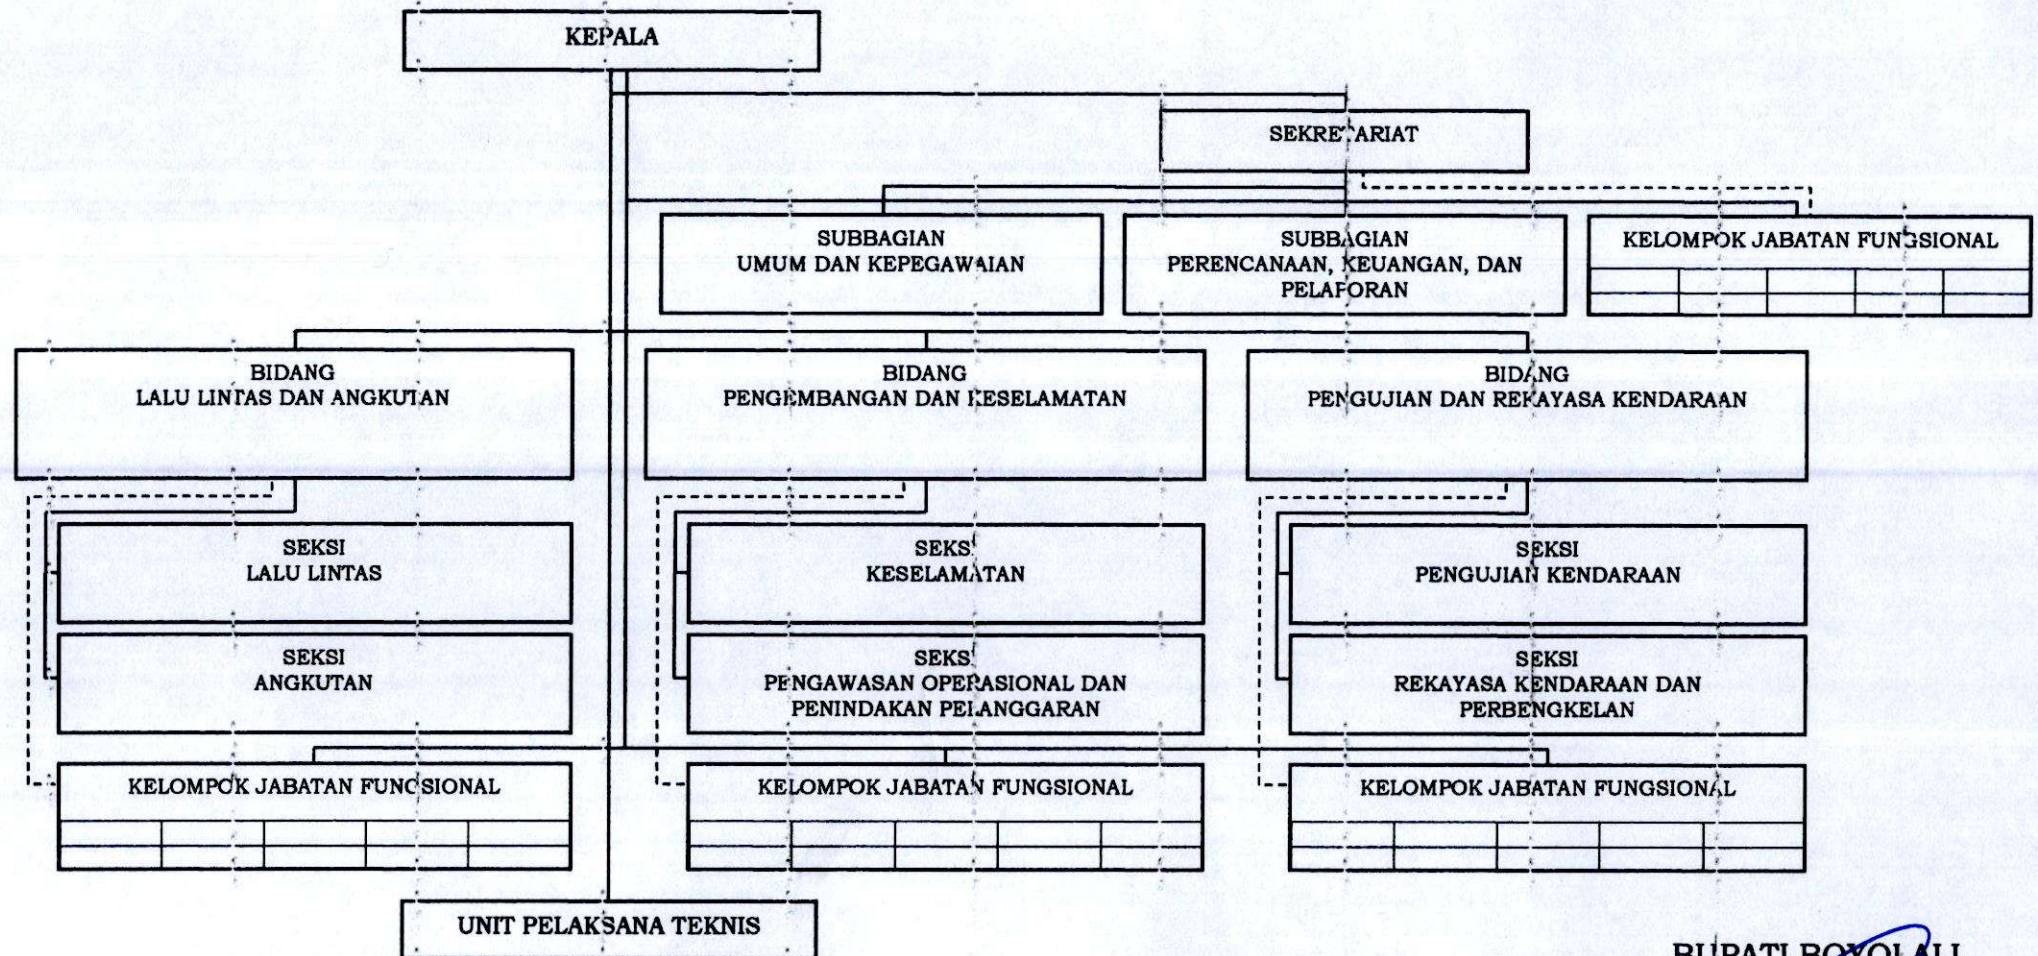 KEPALA
SEKRETARIAT
SUBBAGIAN
UMUM DAN KEPEGAWAIAN
SUBBAGIAN
PERENCANAAN, KEUANGAN, DAN
PELAPORAN
KELOMPOK JABATAN FUNGSIONAL
BIDANG
LALU LINTAS DAN ANGKUTAN
BIDANG
PENGEMBANGAN DAN KESELAMATAN
BIDANG
PENGUJIAN DAN REKAYASA KENDARAAN
SEKSI
LALU LINTAS
SEKSI
KESELAMATAN
SEKSI
PENGUJIAN KENDARAAN
SEKSI
ANGKUTAN
SEKSI
PENGAWASAN OPERASIONAL DAN
PENINDAKAN PELANGGARAN
SEKSI
REKAYASA KENDARAAN DAN
PERBENGKELAN
KELOMPOK JABATAN FUNGSIONAL
KELOMPOK JABATAN FUNGSIONAL
KELOMPOK JABATAN FUNGSIONAL
UNIT PELAKSANA TEKNIS
BUPATI BOYOLALI